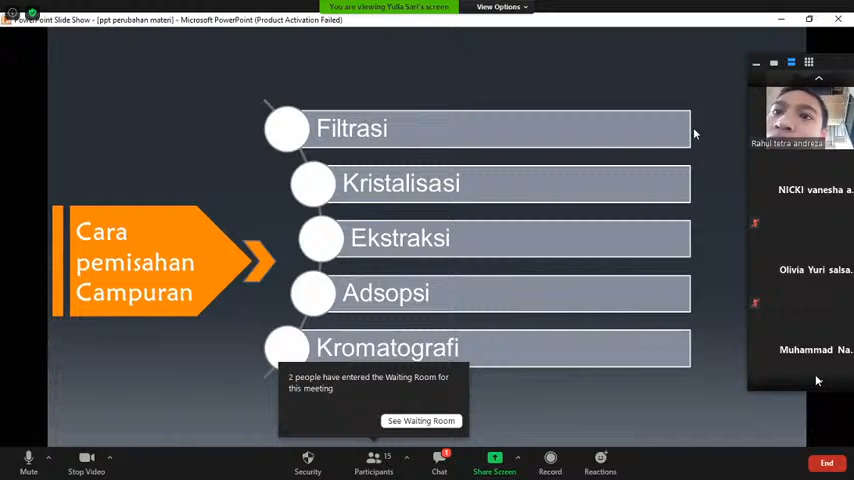 PowerPoint Slide Show - [ppt perubahan materi] - Microsoft PowerPoint (Product Activation Failed)
You are viewing Yulia Sari's screen
View Options
Filtrasi
Kristalisasi
Ekstraksi
Adsopsi
Kromatografi
Cara
pemisahan
Campuran
Rahul tetra andreza
NICKI vanesha a...
Olivia Yuri salsa...
Muhammad Na...
2 people have entered the Waiting Room for
this meeting
See Waiting Room
Mute
Stop Video
Security
15
Participants
1
Chat
Share Screen
Record
Reactions
End